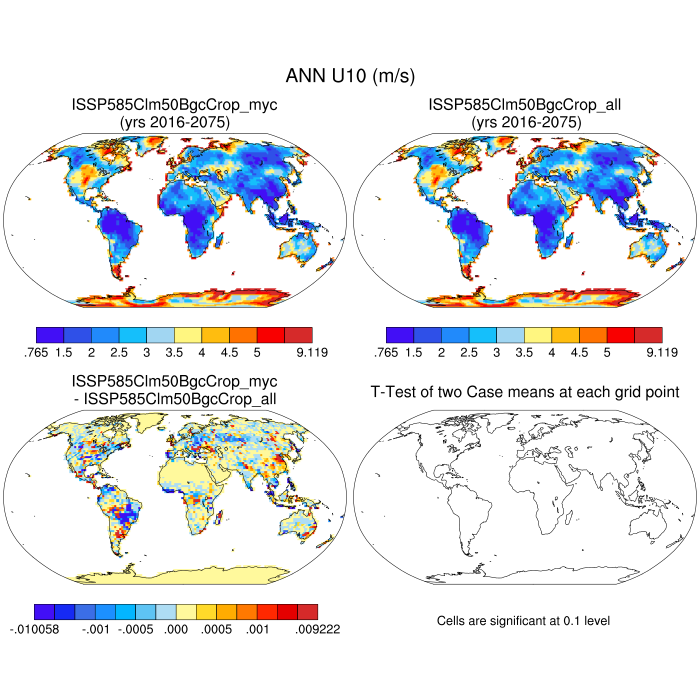 ANN U10 (m/s)
ISSP585Clm50BgcCrop_myc
(yrs 2016-2075)
ISSP585Clm50BgcCrop_all
(yrs 2016-2075)
.765 1.5 2 2.5 3 3.5 4 4.5 5 9.119
.765 1.5 2 2.5 3 3.5 4 4.5 5 9.119
ISSP585Clm50BgcCrop_myc
- ISSP585Clm50BgcCrop_all
T-Test of two Case means at each grid point
-.010058 -.001 -.0005 .000 .0005 .001 .009222
Cells are significant at 0.1 level